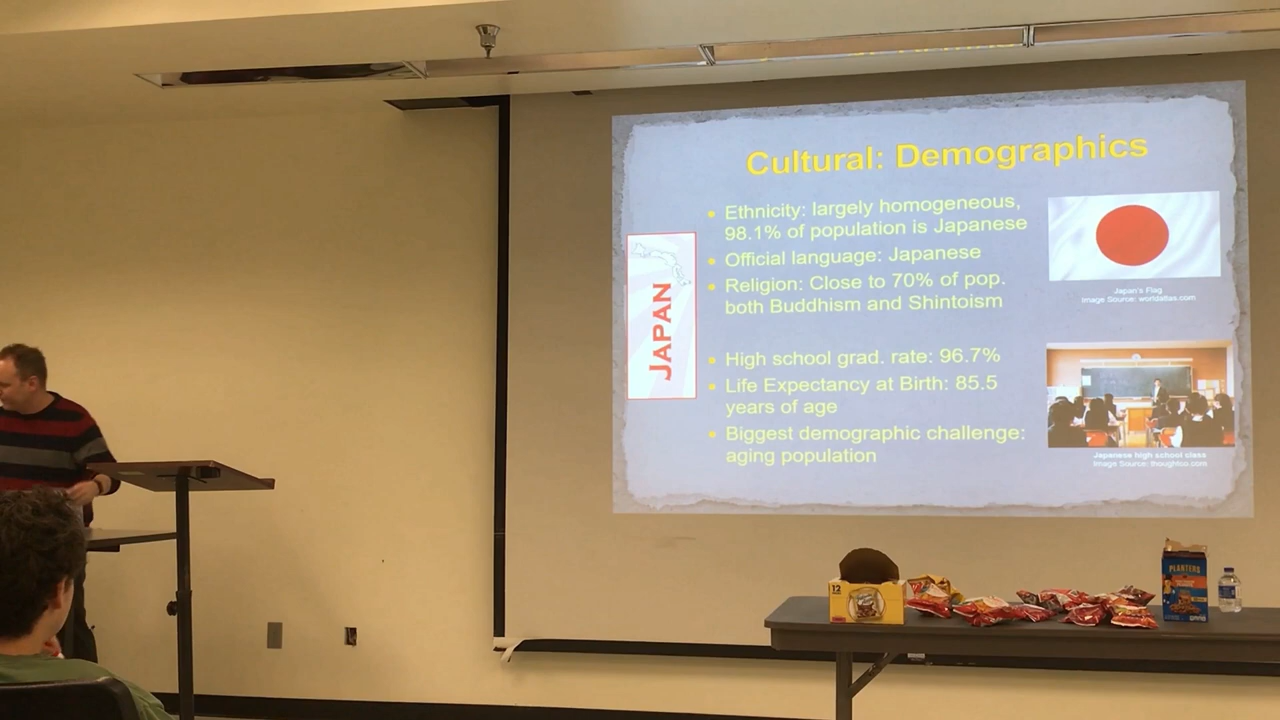 Cultural: Demographics
Ethnicity: largely homogeneous,
98.1% of population is Japanese
Official language: Japanese
Religion: Close to 70% of pop.
both Buddhism and Shintoism
High school grad. rate: 96.7%
Life Expectancy at Birth: 85.5
years of age
Biggest demographic challenge:
aging population
JAPAN
Japan's Flag
Image Source: worldatlas.com
Japanese high school class
Image Source: thoughtco.com
12
PLANTERS